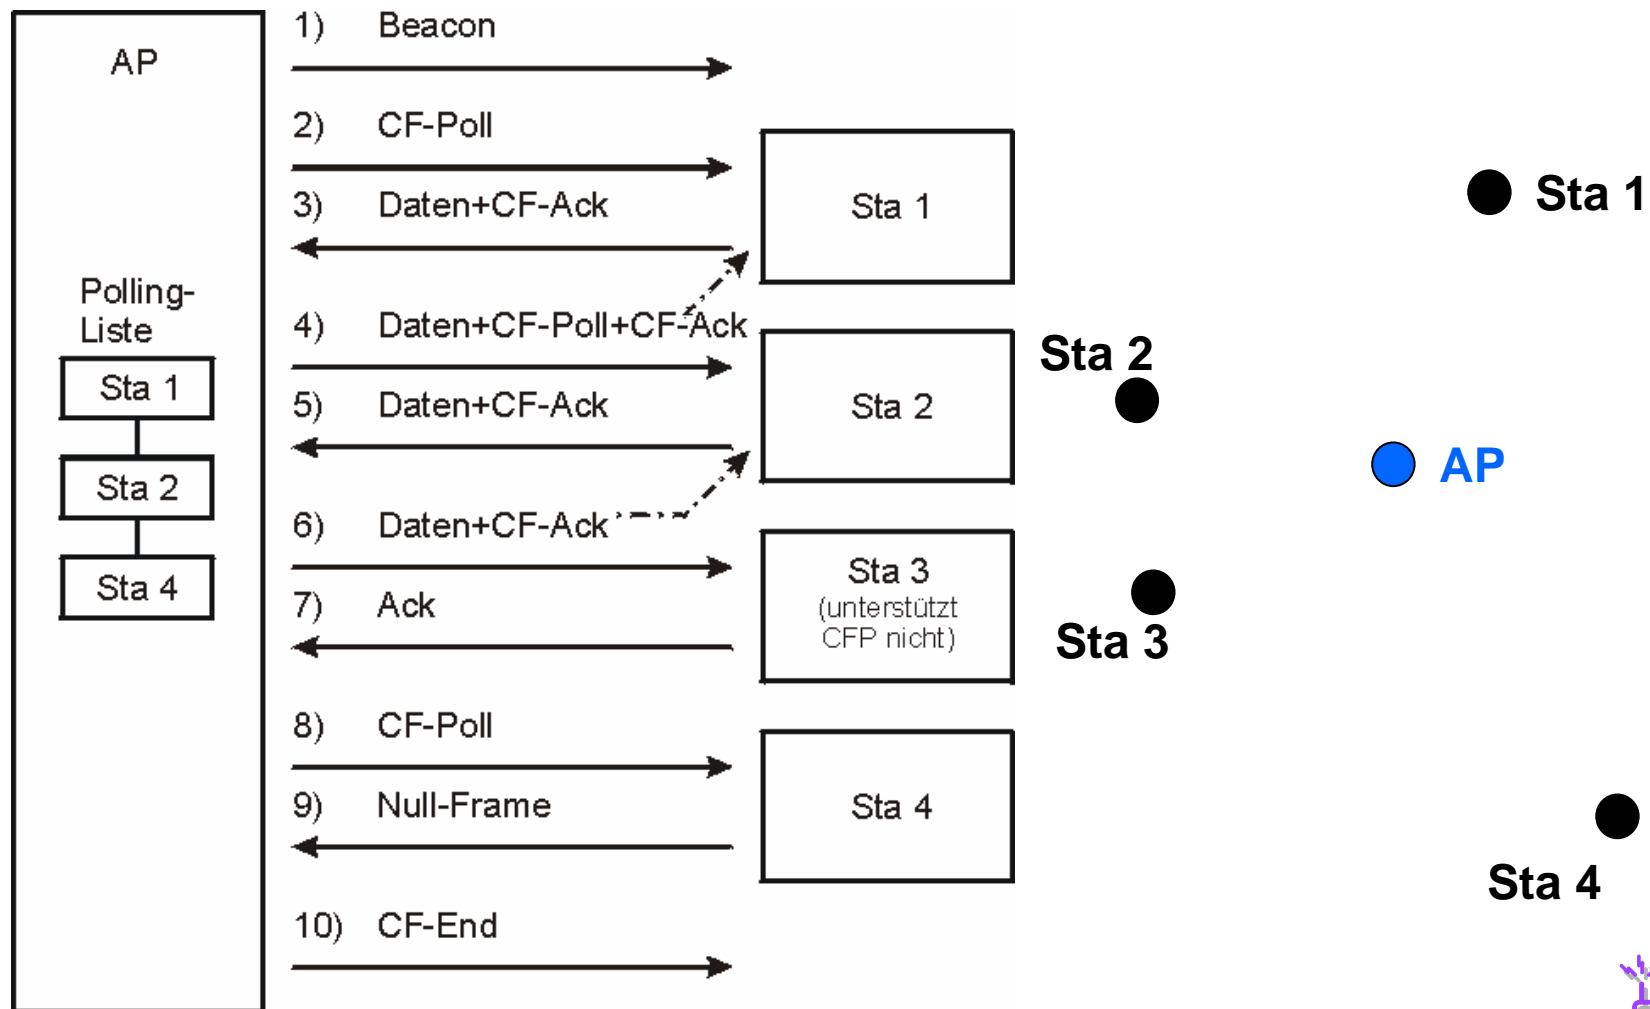 AP
Polling-
Liste
Sta 1
Sta 2
Sta 4
1) Beacon
2) CF-Poll
3) Daten+CF-Ack
4) Daten+CF-Poll+CF-Ack
5) Daten+CF-Ack
6) Daten+CF-Ack
7) Ack
8) CF-Poll
9) Null-Frame
10) CF-End
Sta 1
Sta 2
Sta 3
(unterstützt
CFP nicht)
Sta 4
Sta 1
Sta 2
AP
Sta 3
Sta 4